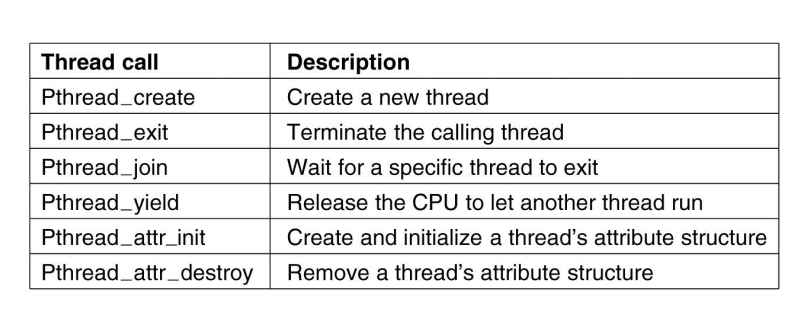 Thread call Description
Pthread_create Create a new thread
Pthread_exit Terminate the calling thread
Pthread_join Wait for a specific thread to exit
Pthread_yield Release the CPU to let another thread run
Pthread_attr_init Create and initialize a thread's attribute structure
Pthread_attr_destroy Remove a thread's attribute structure